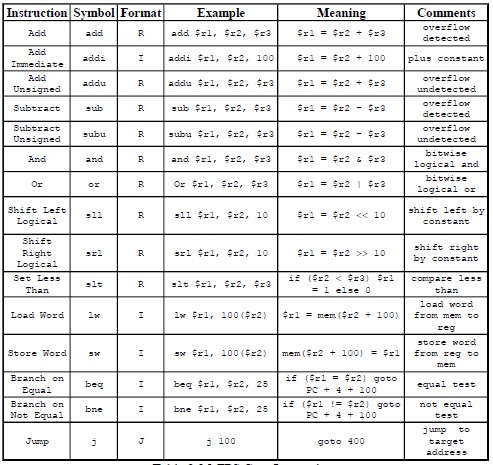 Instruction Symbol Format Example Meaning Comments
Add add R add $r1, $r2, $r3 $r1 = $r2 + $r3 overflow detected
Add Immediate addi I addi $r1, $r2, 100 $r1 = $r2 + 100 plus constant
Add Unsigned addu R addu $r1, $r2, $r3 $r1 = $r2 + $r3 overflow undetected
Subtract sub R sub $r1, $r2, $r3 $r1 = $r2 - $r3 overflow detected
Subtract Unsigned subu R subu $r1, $r2, $r3 $r1 = $r2 - $r3 overflow undetected
And and R and $r1, $r2, $r3 $r1 = $r2 & $r3 bitwise logical and
Or or R Or $r1, $r2, $r3 $r1 = $r2 | $r3 bitwise logical or
Shift Left Logical sll R sll $r1, $r2, 10 $r1 = $r2 << 10 shift left by constant
Shift Right Logical srl R srl $r1, $r2, 10 $r1 = $r2 >> 10 shift right by constant
Set Less Than slt R slt $r1, $r2, $r3 if ($r2 < $r3) $r1 = 1 else 0 compare less than
Load Word lw I lw $r1, 100($r2) $r1 = mem($r2 + 100) load word from mem to reg
Store Word sw I sw $r1, 100($r2) mem($r2 + 100) = $r1 store word from reg to mem
Branch on Equal beq I beq $r1, $r2, 25 if ($r1 = $r2) goto PC + 4 + 100 equal test
Branch on Not Equal bne I bne $r1, $r2, 25 if ($r1 != $r2) goto PC + 4 + 100 not equal test
Jump j J j 100 goto 400 jump to target address